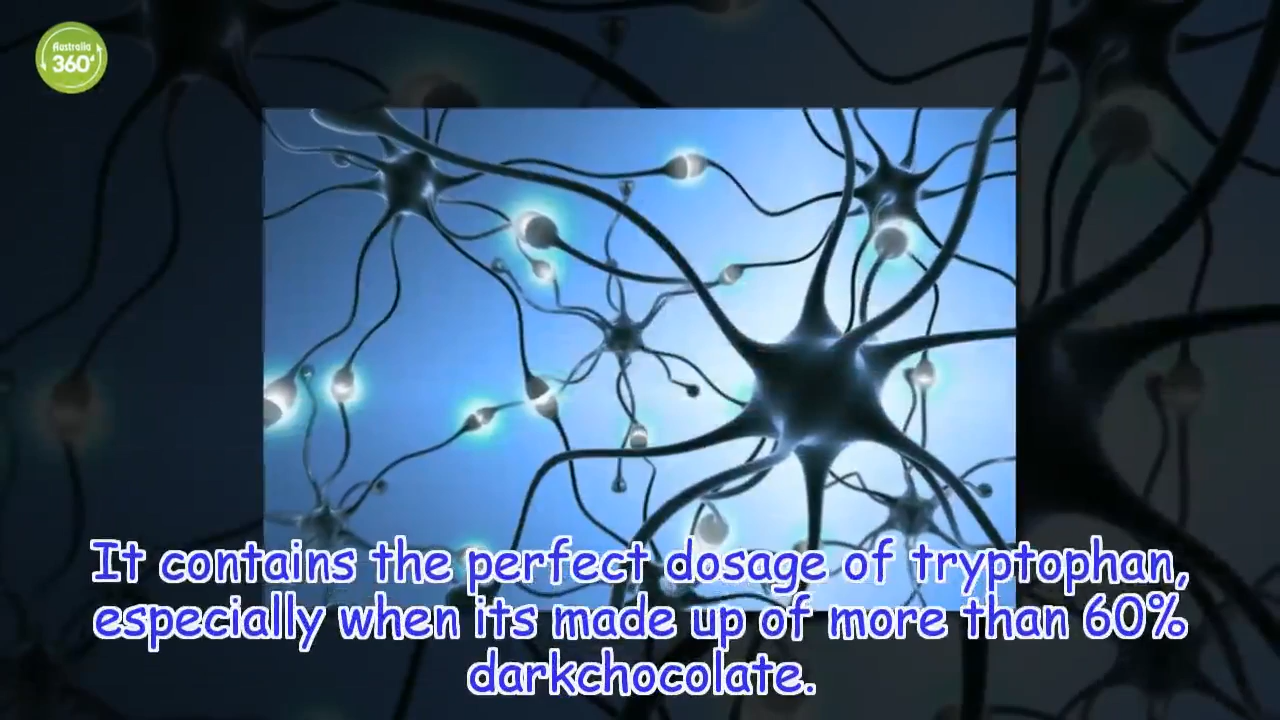 Australia
360°
It contains the perfect dosage of tryptophan,
especially when its made up of more than 60%
darkchocolate.